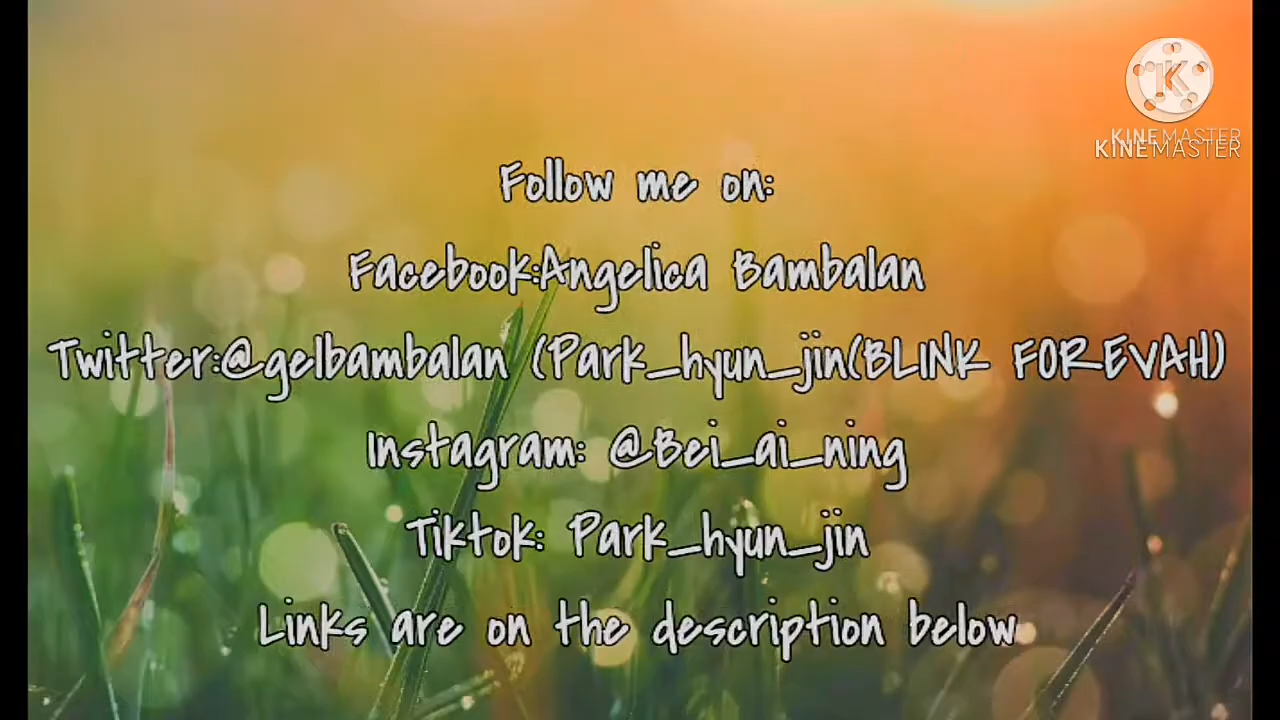 KINEMASTER
KINEMASTER
Follow me on:
Facebook:Angelica Bambalan
Twitter:@gelbambalan (Park_hyun_jin(BLINK FOREVAH)
Instagram: @Bei_ai_ning
Tiktok: Park_hyun_jin
Links are on the description below